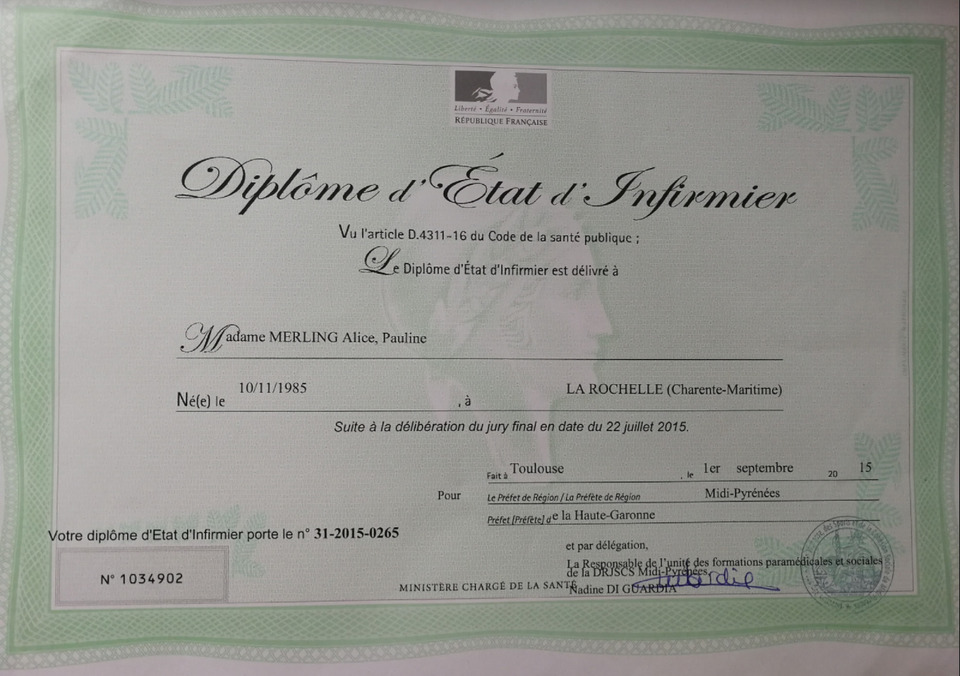 Liberté • Égalité • Fraternité
RÉPUBLIQUE FRANÇAISE
Diplôme d'État d'Infirmier
Vu l'article D.4311-16 du Code de la santé publique ;
Le Diplôme d'État d'Infirmier est délivré à
Madame MERLING Alice, Pauline
Né(e) le 10/11/1985 , à LA ROCHELLE (Charente-Maritime)
Suite à la délibération du jury final en date du 22 juillet 2015.
Fait à Toulouse , le 1er septembre 20 15
Pour Le Préfet de Région / La Préfète de Région Midi-Pyrénées
Préfet [Préfète] de la Haute-Garonne
Votre diplôme d'Etat d'Infirmier porte le n° 31-2015-0265
et par délégation,
La Responsable de l'unité des formations paramédicales et sociales
de la DRJSCS Midi-Pyrénées
N° 1034902
MINISTÈRE CHARGÉ DE LA SANTÉ
Nadine DI GUARDIA